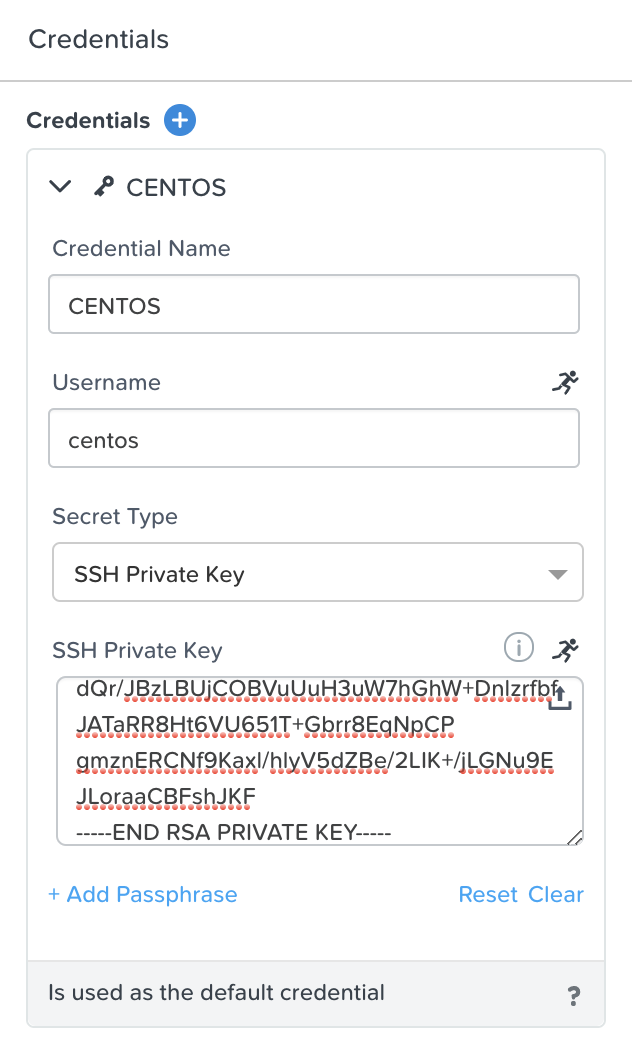 Credentials
Credentials
CENTOS
Credential Name
CENTOS
Username
centos
Secret Type
SSH Private Key
SSH Private Key
dQr/JBzLBUjCOBVuUuH3uW7hGhW+DnIzrfbf
JATaRR8Ht6VU651T+Gbrr8EqNpCP
gmznERCNf9KaxI/hlyV5dZBe/2LIK+/jLGNu9E
JLoraaCBFshJKF
-----END RSA PRIVATE KEY-----
+ Add Passphrase
Reset Clear
Is used as the default credential ?